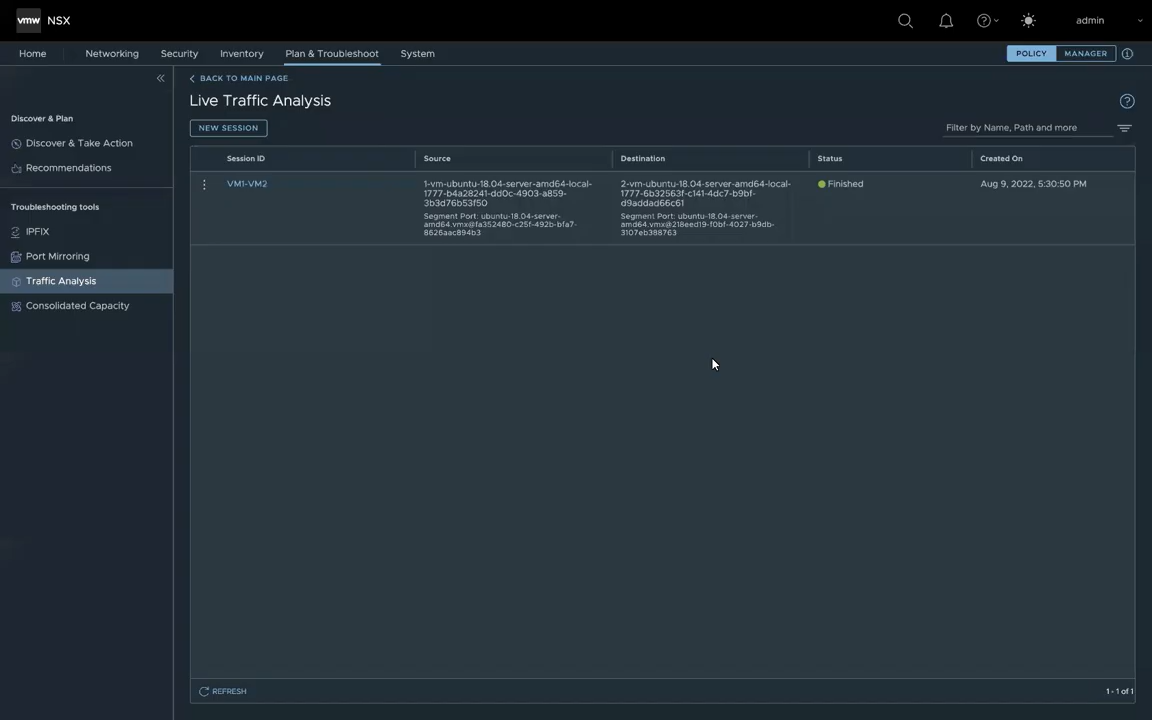 vmw NSX
admin
Home Networking Security Inventory Plan & Troubleshoot System
POLICY MANAGER
BACK TO MAIN PAGE
Live Traffic Analysis
NEW SESSION
Filter by Name, Path and more
Discover & Plan
Discover & Take Action
Recommendations
Troubleshooting tools
IPFIX
Port Mirroring
Traffic Analysis
Consolidated Capacity
Session ID Source Destination Status Created On
VM1-VM2
1-vm-ubuntu-18.04-server-amd64-local-
1777-b4a28241-dd0c-4903-a859-
3b3d76b53f50
Segment Port: ubuntu-18.04-server-
amd64.vmx@fa352480-c25f-492b-bfa7-
8626aac894b3
2-vm-ubuntu-18.04-server-amd64-local-
1777-6b32563f-c141-4dc7-b9bf-
d9addad66c61
Segment Port: ubuntu-18.04-server-
amd64.vmx@218eed19-f0bf-4027-b9db-
3107eb388763
Finished
Aug 9, 2022, 5:30:50 PM
REFRESH
1 - 1 of 1